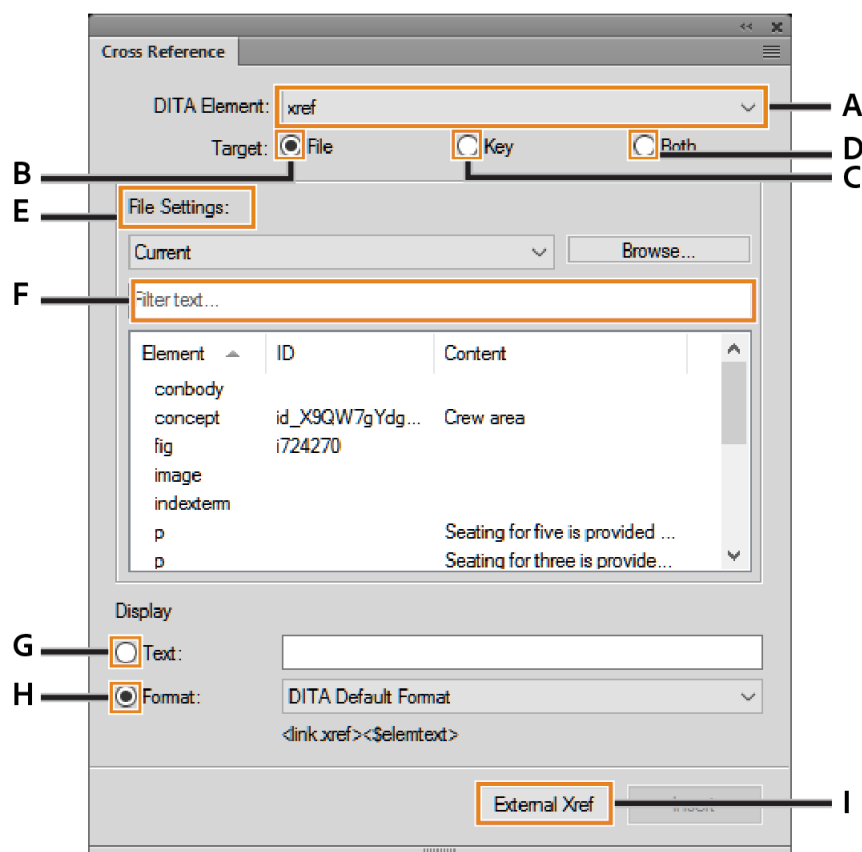 Cross Reference
DITA Element: xref A
Target: File Key Both D
B C
E File Settings:
Current Browse...
F Filter text...
Element ID Content
conbody
concept id_X9QW7gYdg... Crew area
fig i724270
image
indexterm
p Seating for five is provided ...
p Seating for three is provide...
Display
G Text:
H Format: DITA Default Format
<link.xref><$elemtext>
External Xref Insert I